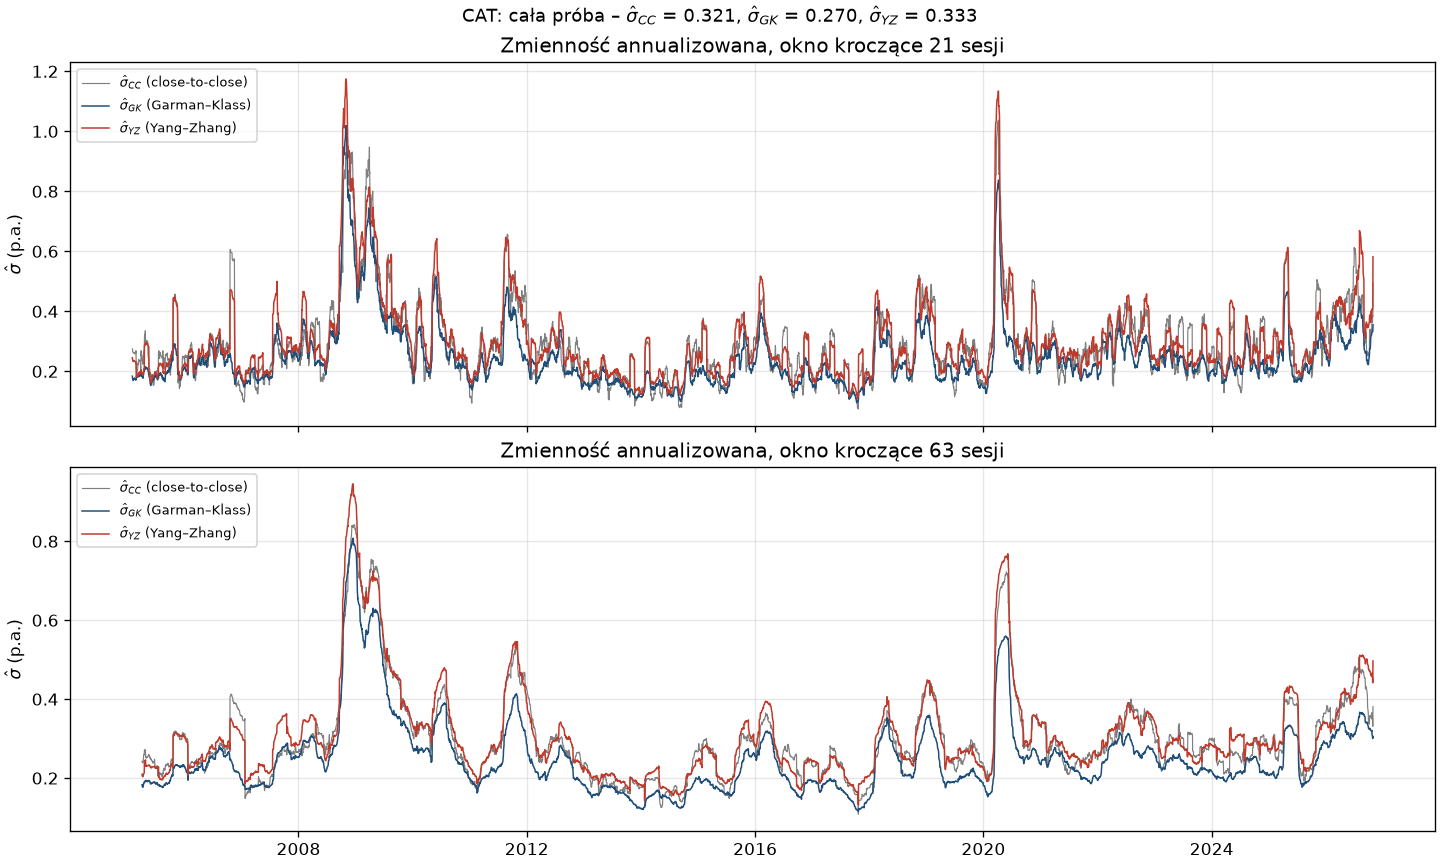 CAT: cała próba – σ̂_CC = 0.321, σ̂_GK = 0.270, σ̂_YZ = 0.333
Zmienność annualizowana, okno kroczące 21 sesji
σ̂_CC (close-to-close)
σ̂_GK (Garman–Klass)
σ̂_YZ (Yang–Zhang)
σ̂ (p.a.)
1.2
1.0
0.8
0.6
0.4
0.2
Zmienność annualizowana, okno kroczące 63 sesji
σ̂_CC (close-to-close)
σ̂_GK (Garman–Klass)
σ̂_YZ (Yang–Zhang)
σ̂ (p.a.)
0.8
0.6
0.4
0.2
2008 2012 2016 2020 2024